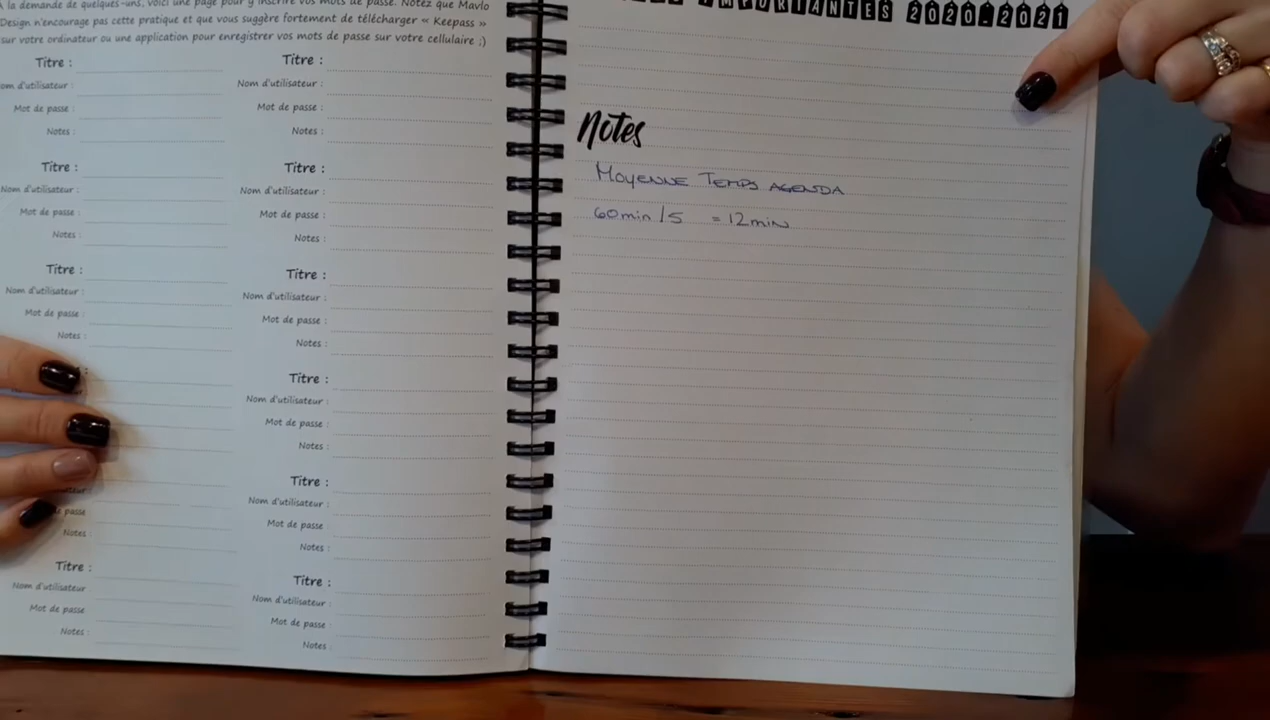 à la demande de quelques-uns, voici une page pour y inscrire vos mots de passe. Notez que Mavlo
Design n'encourage pas cette pratique et que vous suggère fortement de télécharger « Keepass »
sur votre ordinateur ou une application pour enregistrer vos mots de passe sur votre cellulaire ;)
Titre :
om d'utilisateur :
Mot de passe :
Notes :
Titre :
Nom d'utilisateur :
Mot de passe :
Notes :
Titre :
Nom d'utilisateur :
Mot de passe :
Notes :
:
utilisateur
de passe
Notes :
Titre :
Nom d'utilisateur
Mot de passe
Notes :
Titre :
Nom d'utilisateur :
Mot de passe :
Notes :
Titre :
Nom d'utilisateur :
Mot de passe :
Notes :
Titre :
Nom d'utilisateur :
Mot de passe :
Notes :
Titre :
Nom d'utilisateur :
Mot de passe :
Notes :
Titre :
Nom d'utilisateur :
Mot de passe
Notes :
Titre :
Nom d'utilisateur :
Mot de passe :
Notes :
IMPORTANTES 2020-2021
Notes
MOYENNE TEMPS AGENDA
60min/5 = 12min